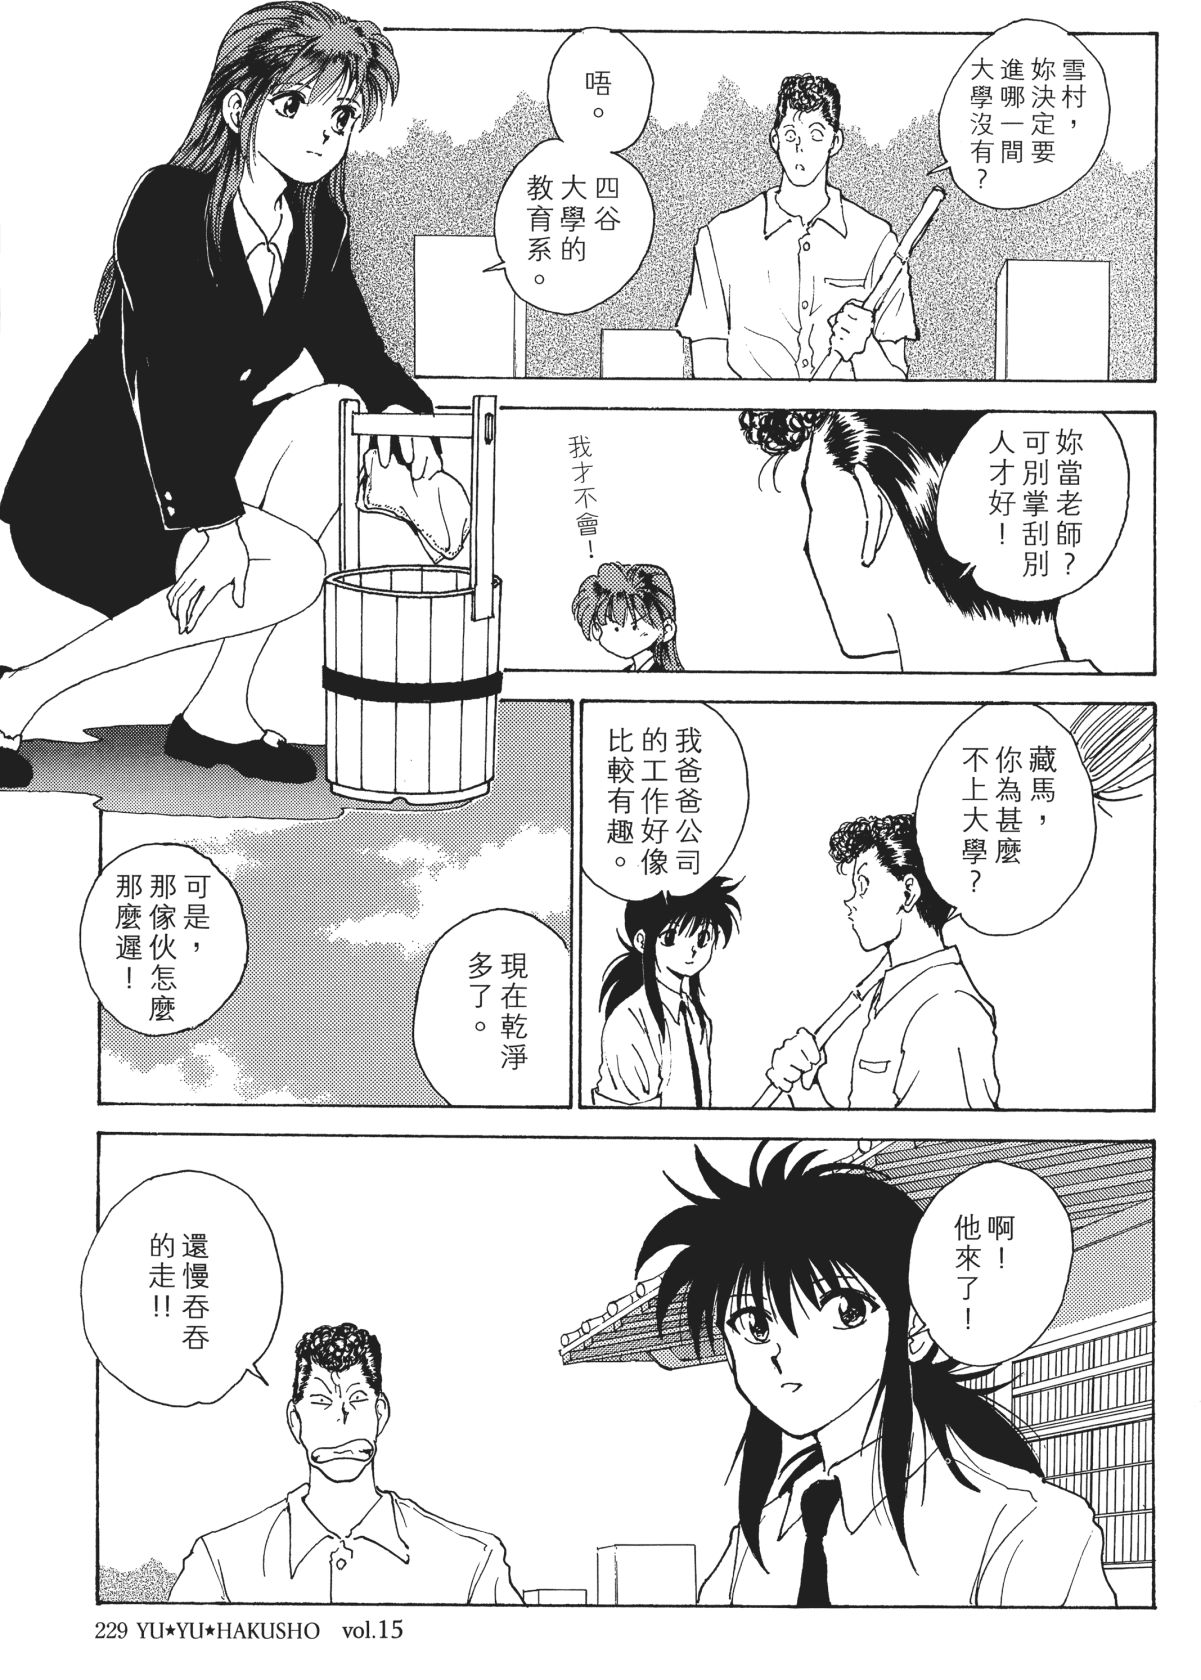 雪村，
妳決定要
進哪一間
大學沒有？
唔。
四谷
大學的
教育系。
妳當老師？
可別掌刮別
人才好！
我才不會！
藏馬，
你為甚麼
不上大學？
我爸爸公司
的工作好像
比較有趣。
現在乾淨
多了。
可是，
那傢伙怎麼
那麼遲！
啊！
他來了！
還慢吞吞
的走!!
229 YU★YU★HAKUSHO vol.15